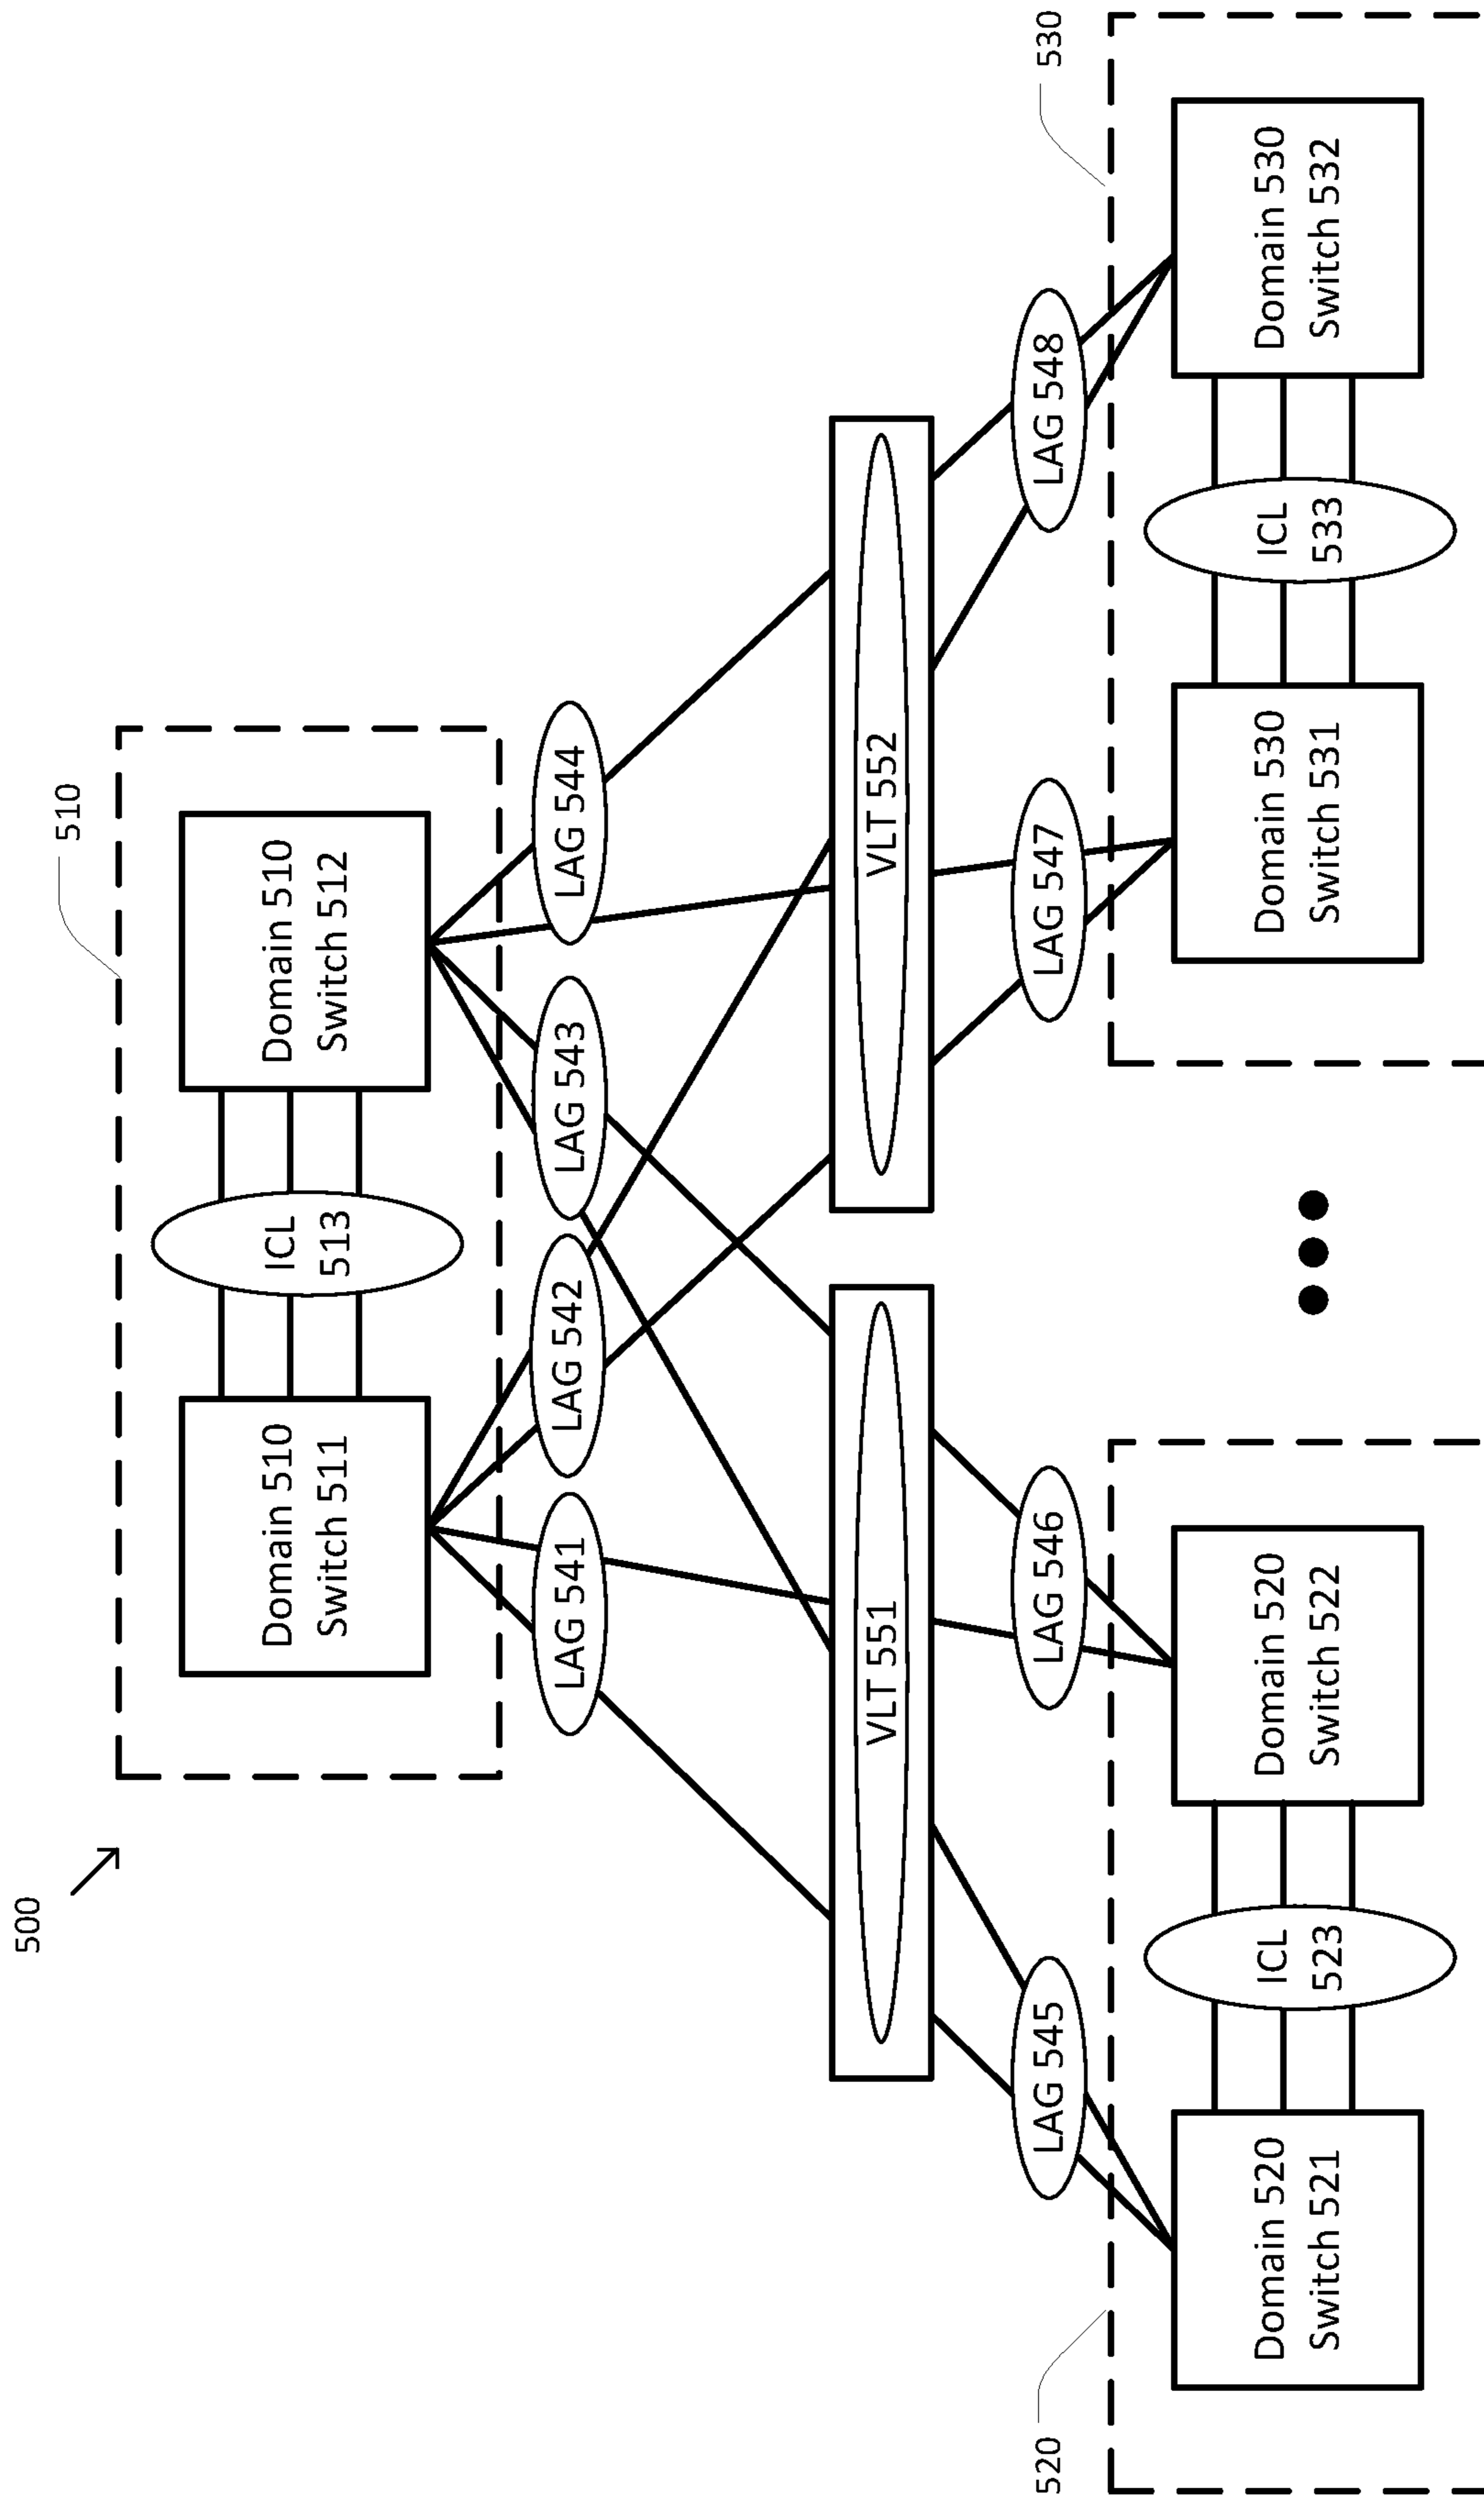 500
510
Domain 510
Switch 511
ICL
513
Domain 510
Switch 512
LAG 541
LAG 542
LAG 543
LAG 544
VLT 551
VLT 552
LAG 545
LAG 546
LAG 547
LAG 548
520
530
Domain 520
Switch 521
ICL
523
Domain 520
Switch 522
Domain 530
Switch 531
ICL
533
Domain 530
Switch 532